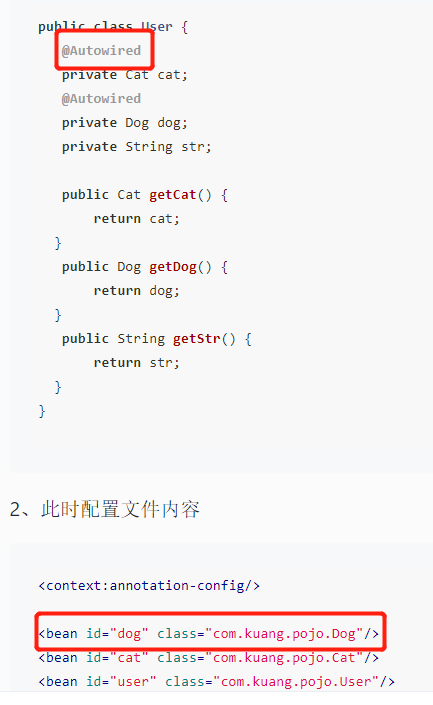 public class User {
@Autowired
private Cat cat;
@Autowired
private Dog dog;
private String str;
public Cat getCat() {
return cat;
}
public Dog getDog() {
return dog;
}
public String getStr() {
return str;
}
}
2、此时配置文件内容
<context:annotation-config/>
<bean id="dog" class="com.kuang.pojo.Dog"/>
<bean id="cat" class="com.kuang.pojo.Cat"/>
<bean id="user" class="com.kuang.pojo.User"/>